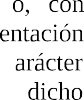 o, con
entación
arácter
dicho